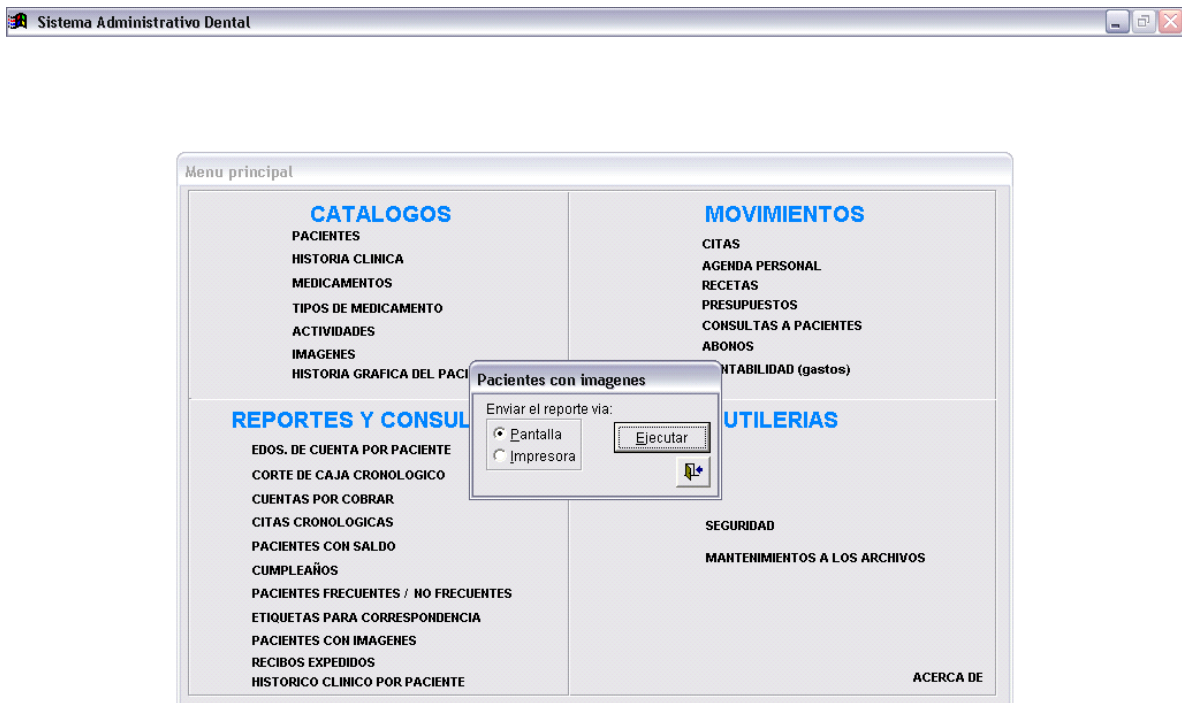 Sistema Administrativo Dental
Menu principal
CATALOGOS
PACIENTES
HISTORIA CLINICA
MEDICAMENTOS
TIPOS DE MEDICAMENTO
ACTIVIDADES
IMAGENES
HISTORIA GRAFICA DEL PACI
MOVIMIENTOS
CITAS
AGENDA PERSONAL
RECETAS
PRESUPUESTOS
CONSULTAS A PACIENTES
ABONOS
NTABILIDAD (gastos)
Pacientes con imagenes
Enviar el reporte via:
Pantalla
Impresora
Ejecutar
REPORTES Y CONSUL
EDOS. DE CUENTA POR PACIENTE
CORTE DE CAJA CRONOLOGICO
CUENTAS POR COBRAR
CITAS CRONOLOGICAS
PACIENTES CON SALDO
CUMPLEAÑOS
PACIENTES FRECUENTES / NO FRECUENTES
ETIQUETAS PARA CORRESPONDENCIA
PACIENTES CON IMAGENES
RECIBOS EXPEDIDOS
HISTORICO CLINICO POR PACIENTE
UTILERIAS
SEGURIDAD
MANTENIMIENTOS A LOS ARCHIVOS
ACERCA DE